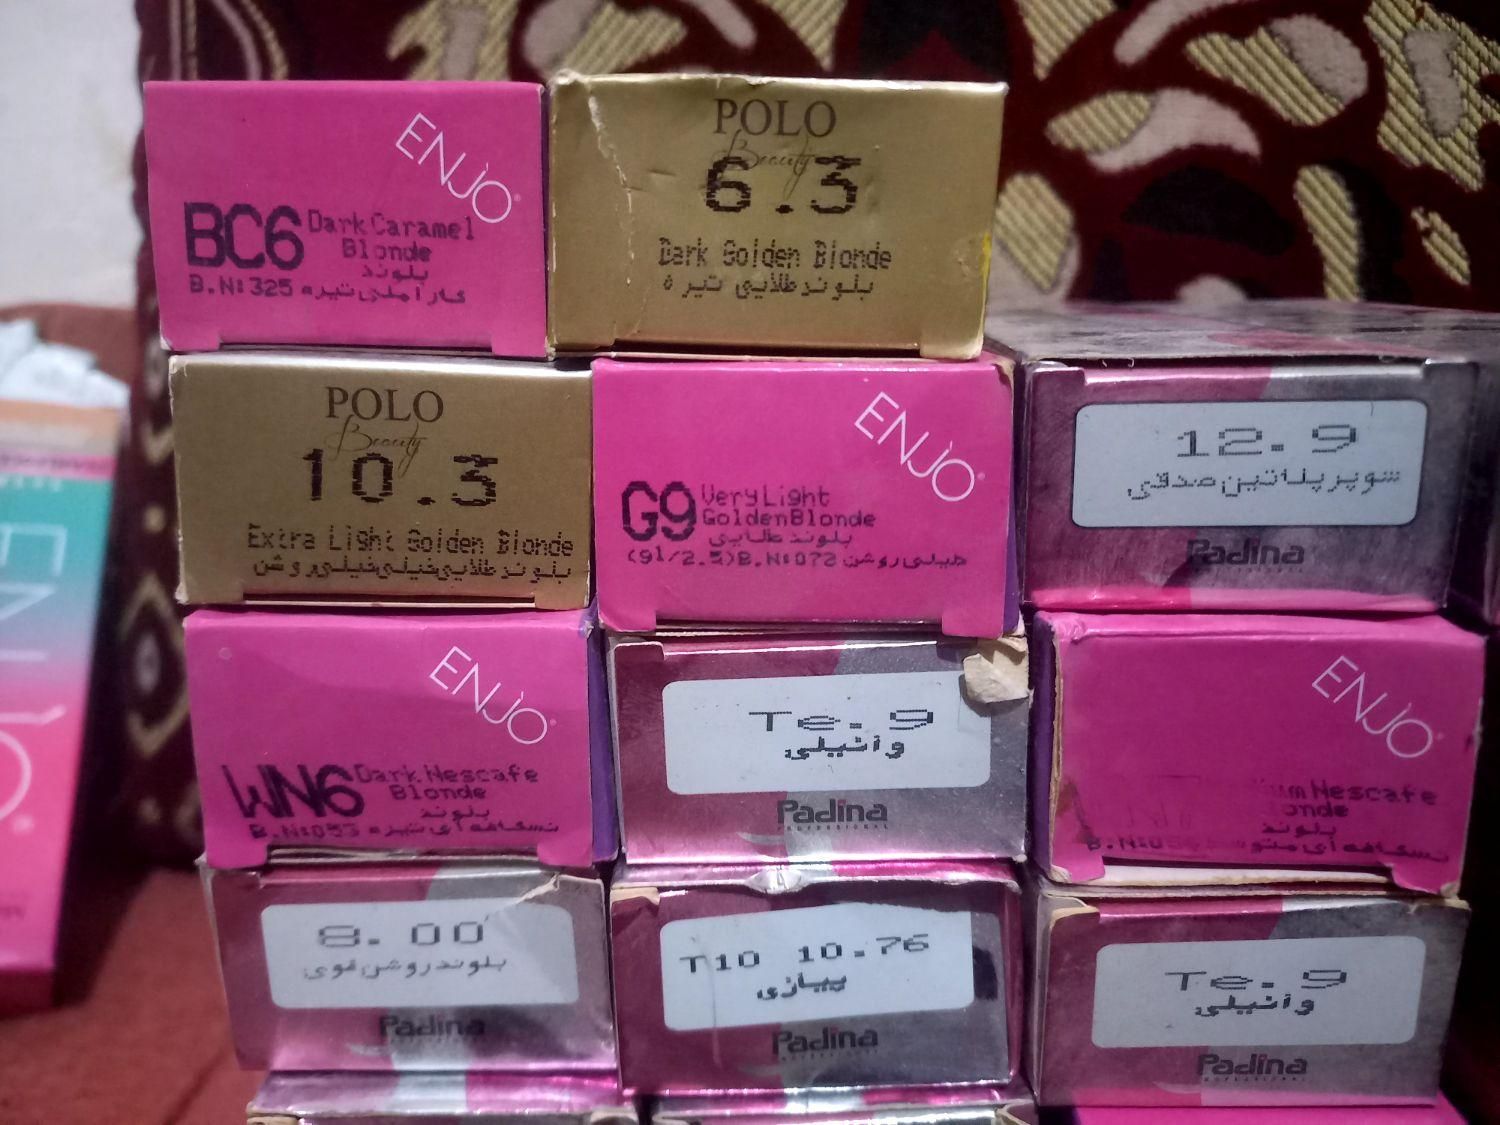 ENJO
BC6 Dark Caramel
Blonde
بلوند
B.N:325 کاراملی تیره
POLO
Beauty
6.3
Dark Golden Blonde
بلوند طلایی تیره
POLO
Beauty
10.3
Extra Light Golden Blonde
بلوند طلایی خیلی خیلی روشن
ENJO
G9 Very Light
Golden Blonde
بلوند طلایی
(91/2.5) B.N:072 خیلی روشن
12.9
سوپر پلاتین صدفی
Padina
ENJO
WN6 Dark Nescafe
Blonde
بلوند
B.N:053 نسکافه ای تیره
Te.9
وانیلی
Padina
PROFESSIONAL
ENJO
Nescafe
بلوند
نسکافه ای متوسط
8.00
بلوند روشن قوی
Padina
T10 10.76
پیازی
Padina
PROFESSIONAL
Te.9
وانیلی
Padina
PROFESSIONAL